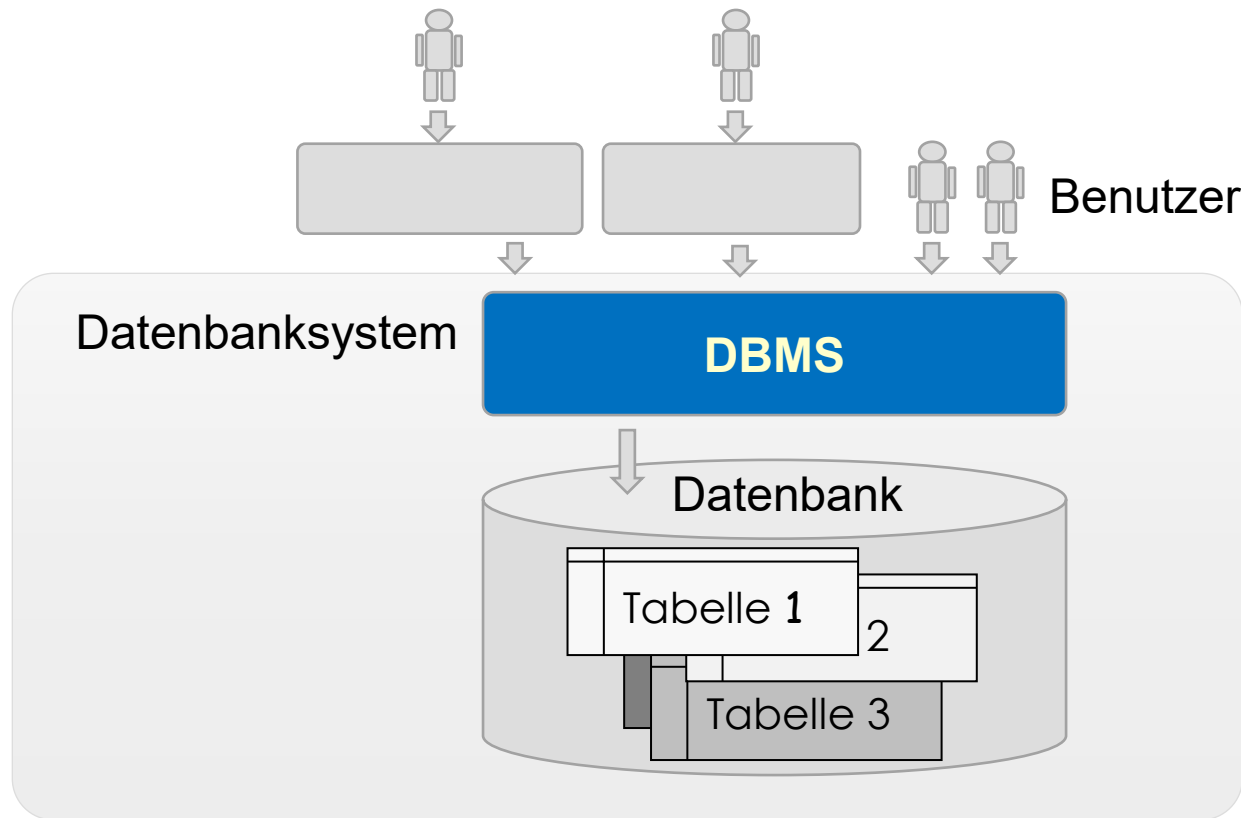 Benutzer
Datenbanksystem
DBMS
Datenbank
Tabelle 1
2
Tabelle 3